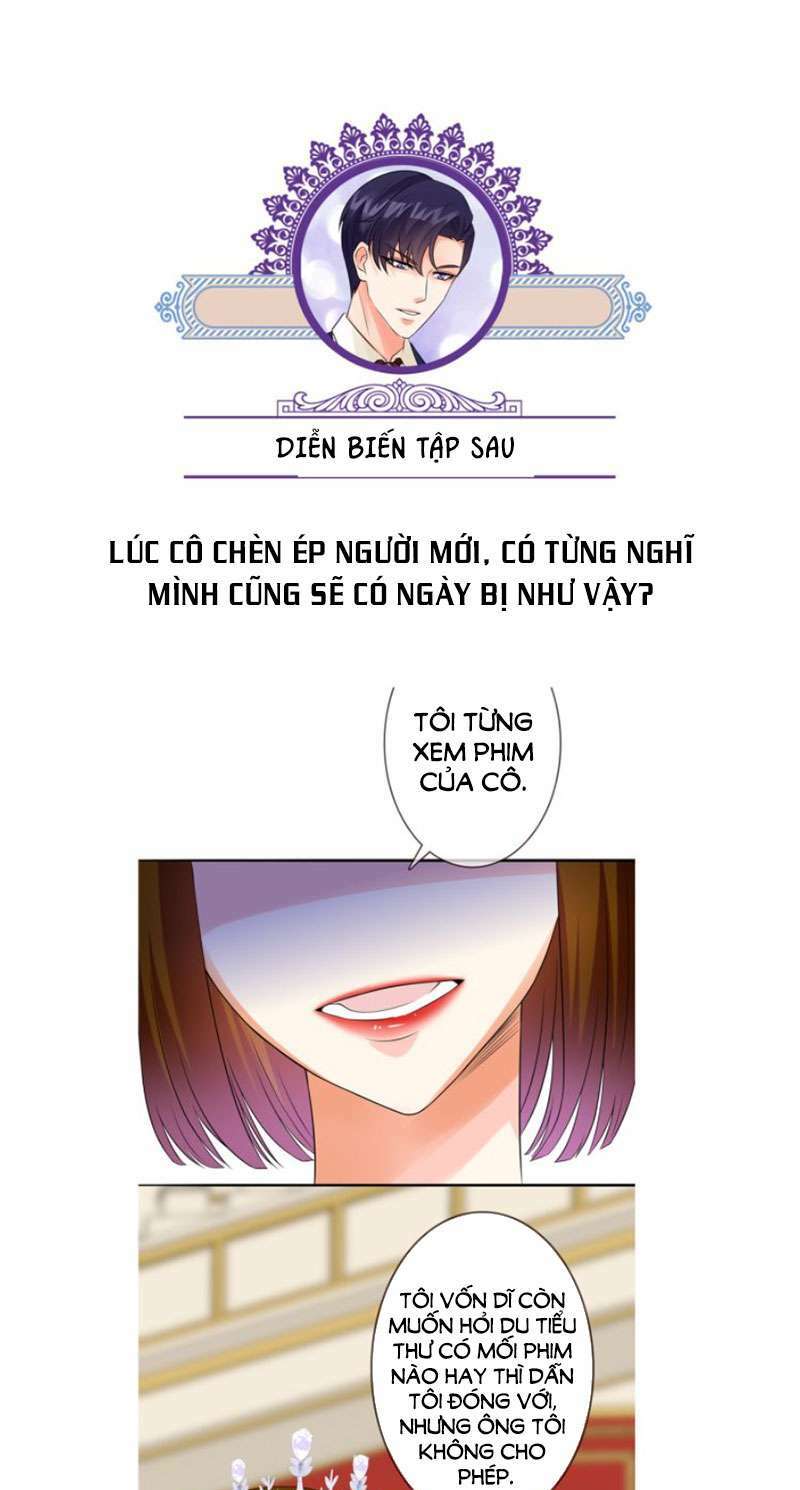 DIỄN BIẾN TẬP SAU
LÚC CÔ CHÈN ÉP NGƯỜI MỚI, CÓ TỪNG NGHĨ
MÌNH CŨNG SẼ CÓ NGÀY BỊ NHƯ VẬY?
TÔI TỪNG
XEM PHIM
CỦA CÔ.
TÔI VỐN DĨ CÒN
MUỐN HỎI DU TIỂU
THƯ CÓ MỐI PHIM
NÀO HAY THÌ DẪN
TÔI ĐÓNG VỚI,
NHƯNG ÔNG TÔI
KHÔNG CHO
PHÉP.